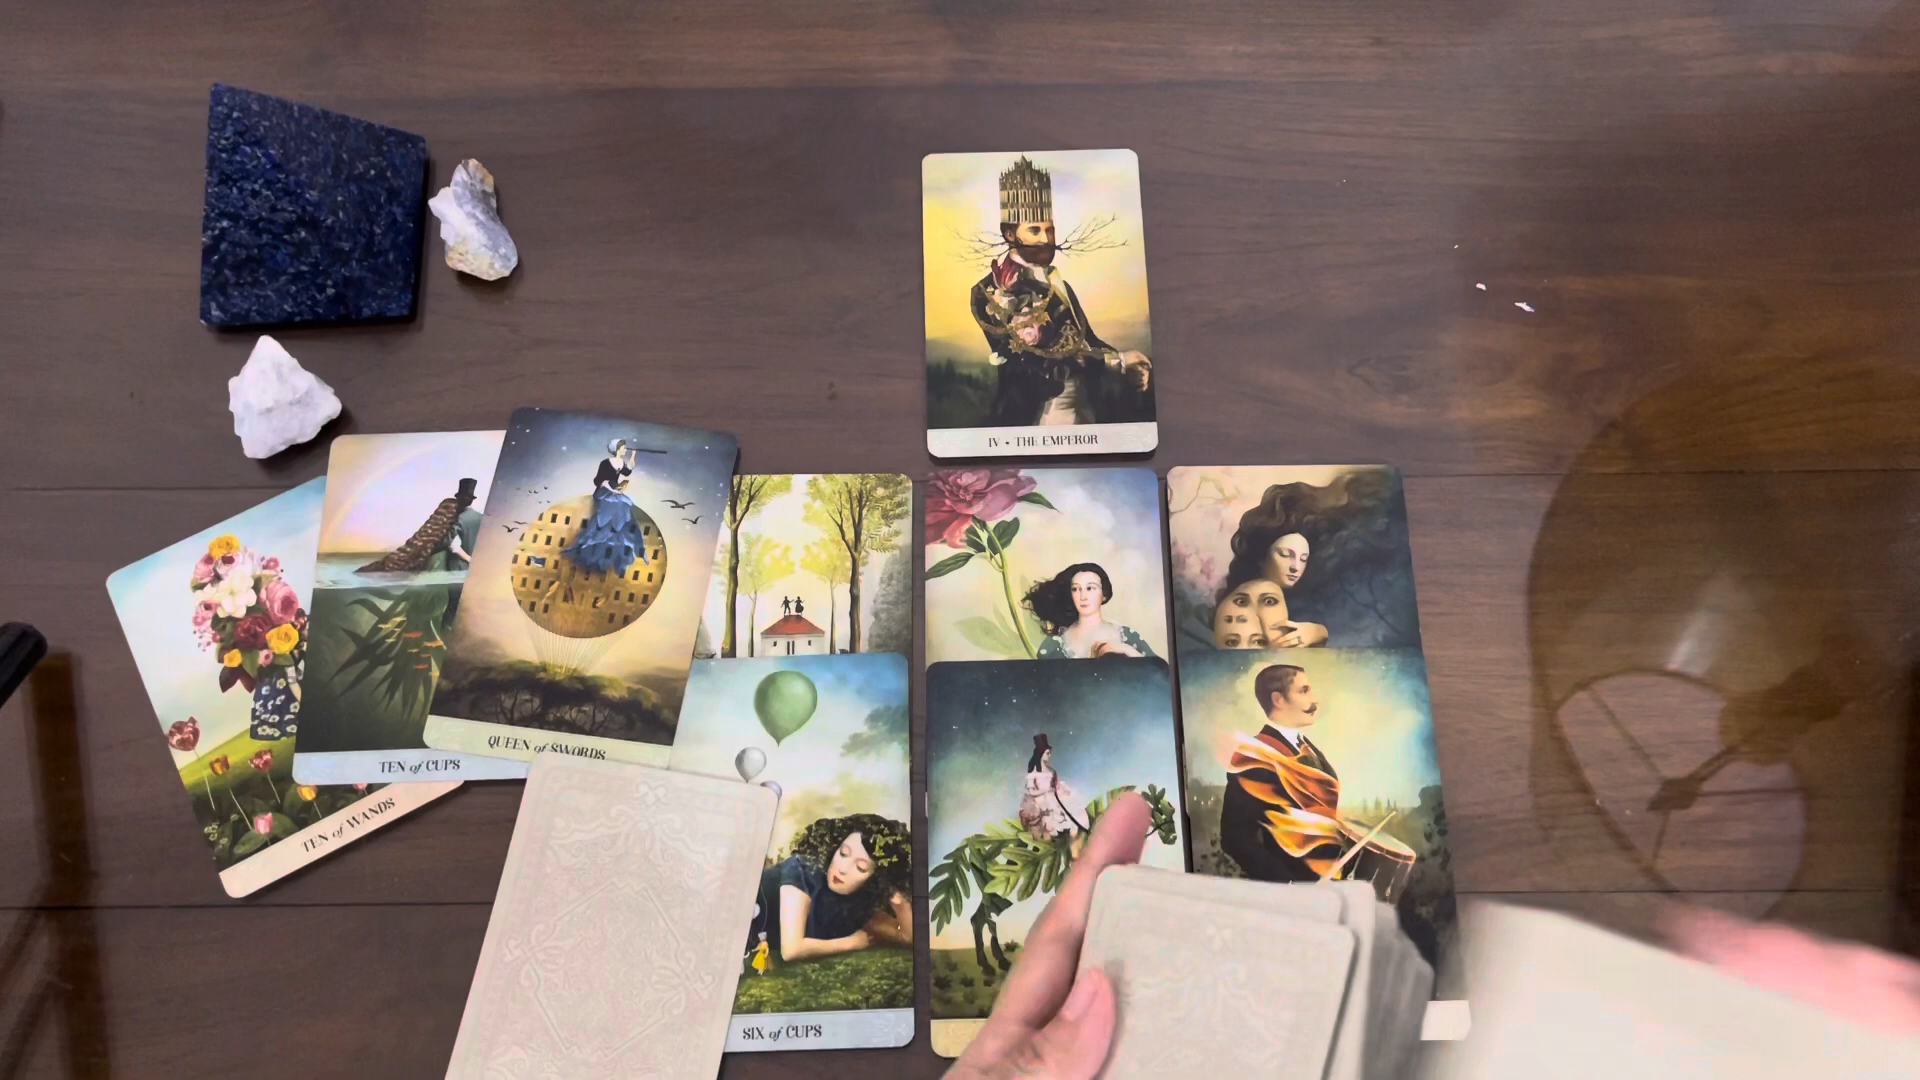 IV • THE EMPEROR
QUEEN of SWORDS
TEN of CUPS
TEN of WANDS
SIX of CUPS